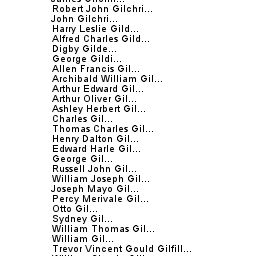 Robert John Gilchri...
John Gilchri...
Harry Leslie Gild...
Alfred Charles Gild...
Digby Gilde...
George Gildi...
Allen Francis Gil...
Archibald William Gil...
Arthur Edward Gil...
Arthur Oliver Gil...
Ashley Herbert Gil...
Charles Gil...
Thomas Charles Gil...
Henry Dalton Gil...
Edward Harle Gil...
George Gil...
Russell John Gil...
William Joseph Gil...
Joseph Mayo Gil...
Percy Merivale Gil...
Otto Gil...
Sydney Gil...
William Thomas Gil...
William Gil...
Trevor Vincent Gould Gilfill...